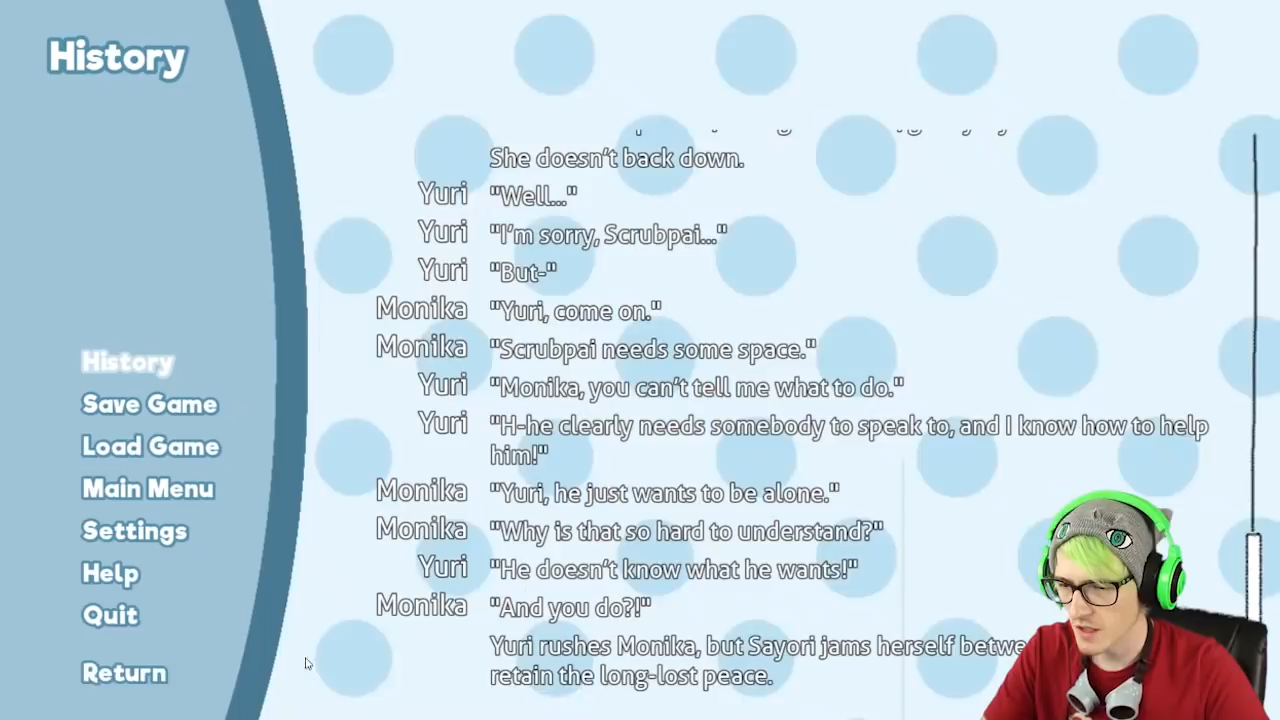 History
She doesn't back down.
Yuri "Well..."
Yuri "I'm sorry, Scrubpai..."
Yuri "But-"
Monika "Yuri, come on."
Monika "Scrubpai needs some space."
Yuri "Monika, you can't tell me what to do."
Yuri "H-he clearly needs somebody to speak to, and I know how to help
him!"
Monika "Yuri, he just wants to be alone."
Monika "Why is that so hard to understand?"
Yuri "He doesn't know what he wants!"
Monika "And you do?!"
Yuri rushes Monika, but Sayori jams herself
retain the long-lost peace.
History
Save Game
Load Game
Main Menu
Settings
Help
Quit
Return